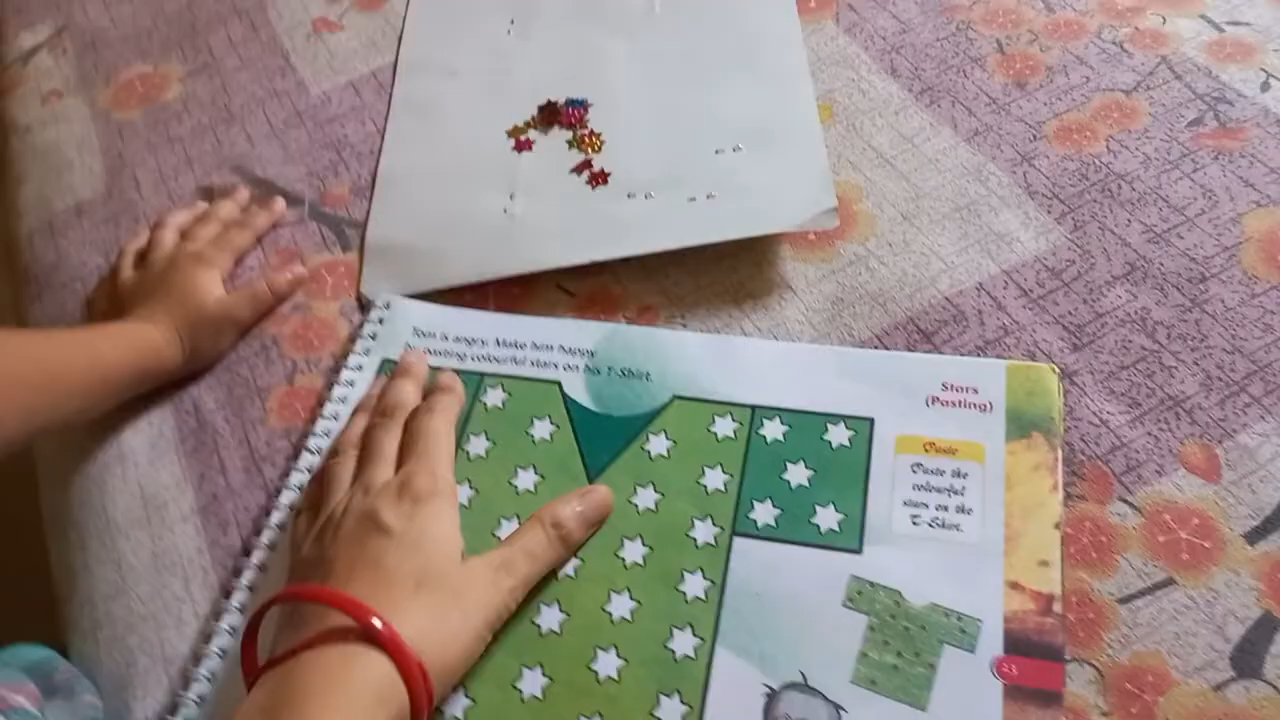 Tom is angry. Make him happy
by pasting colourful stars on his T-Shirt.
Stars
(Pasting)
Paste
Paste the
colourful
stars on the
T-Shirt.
23